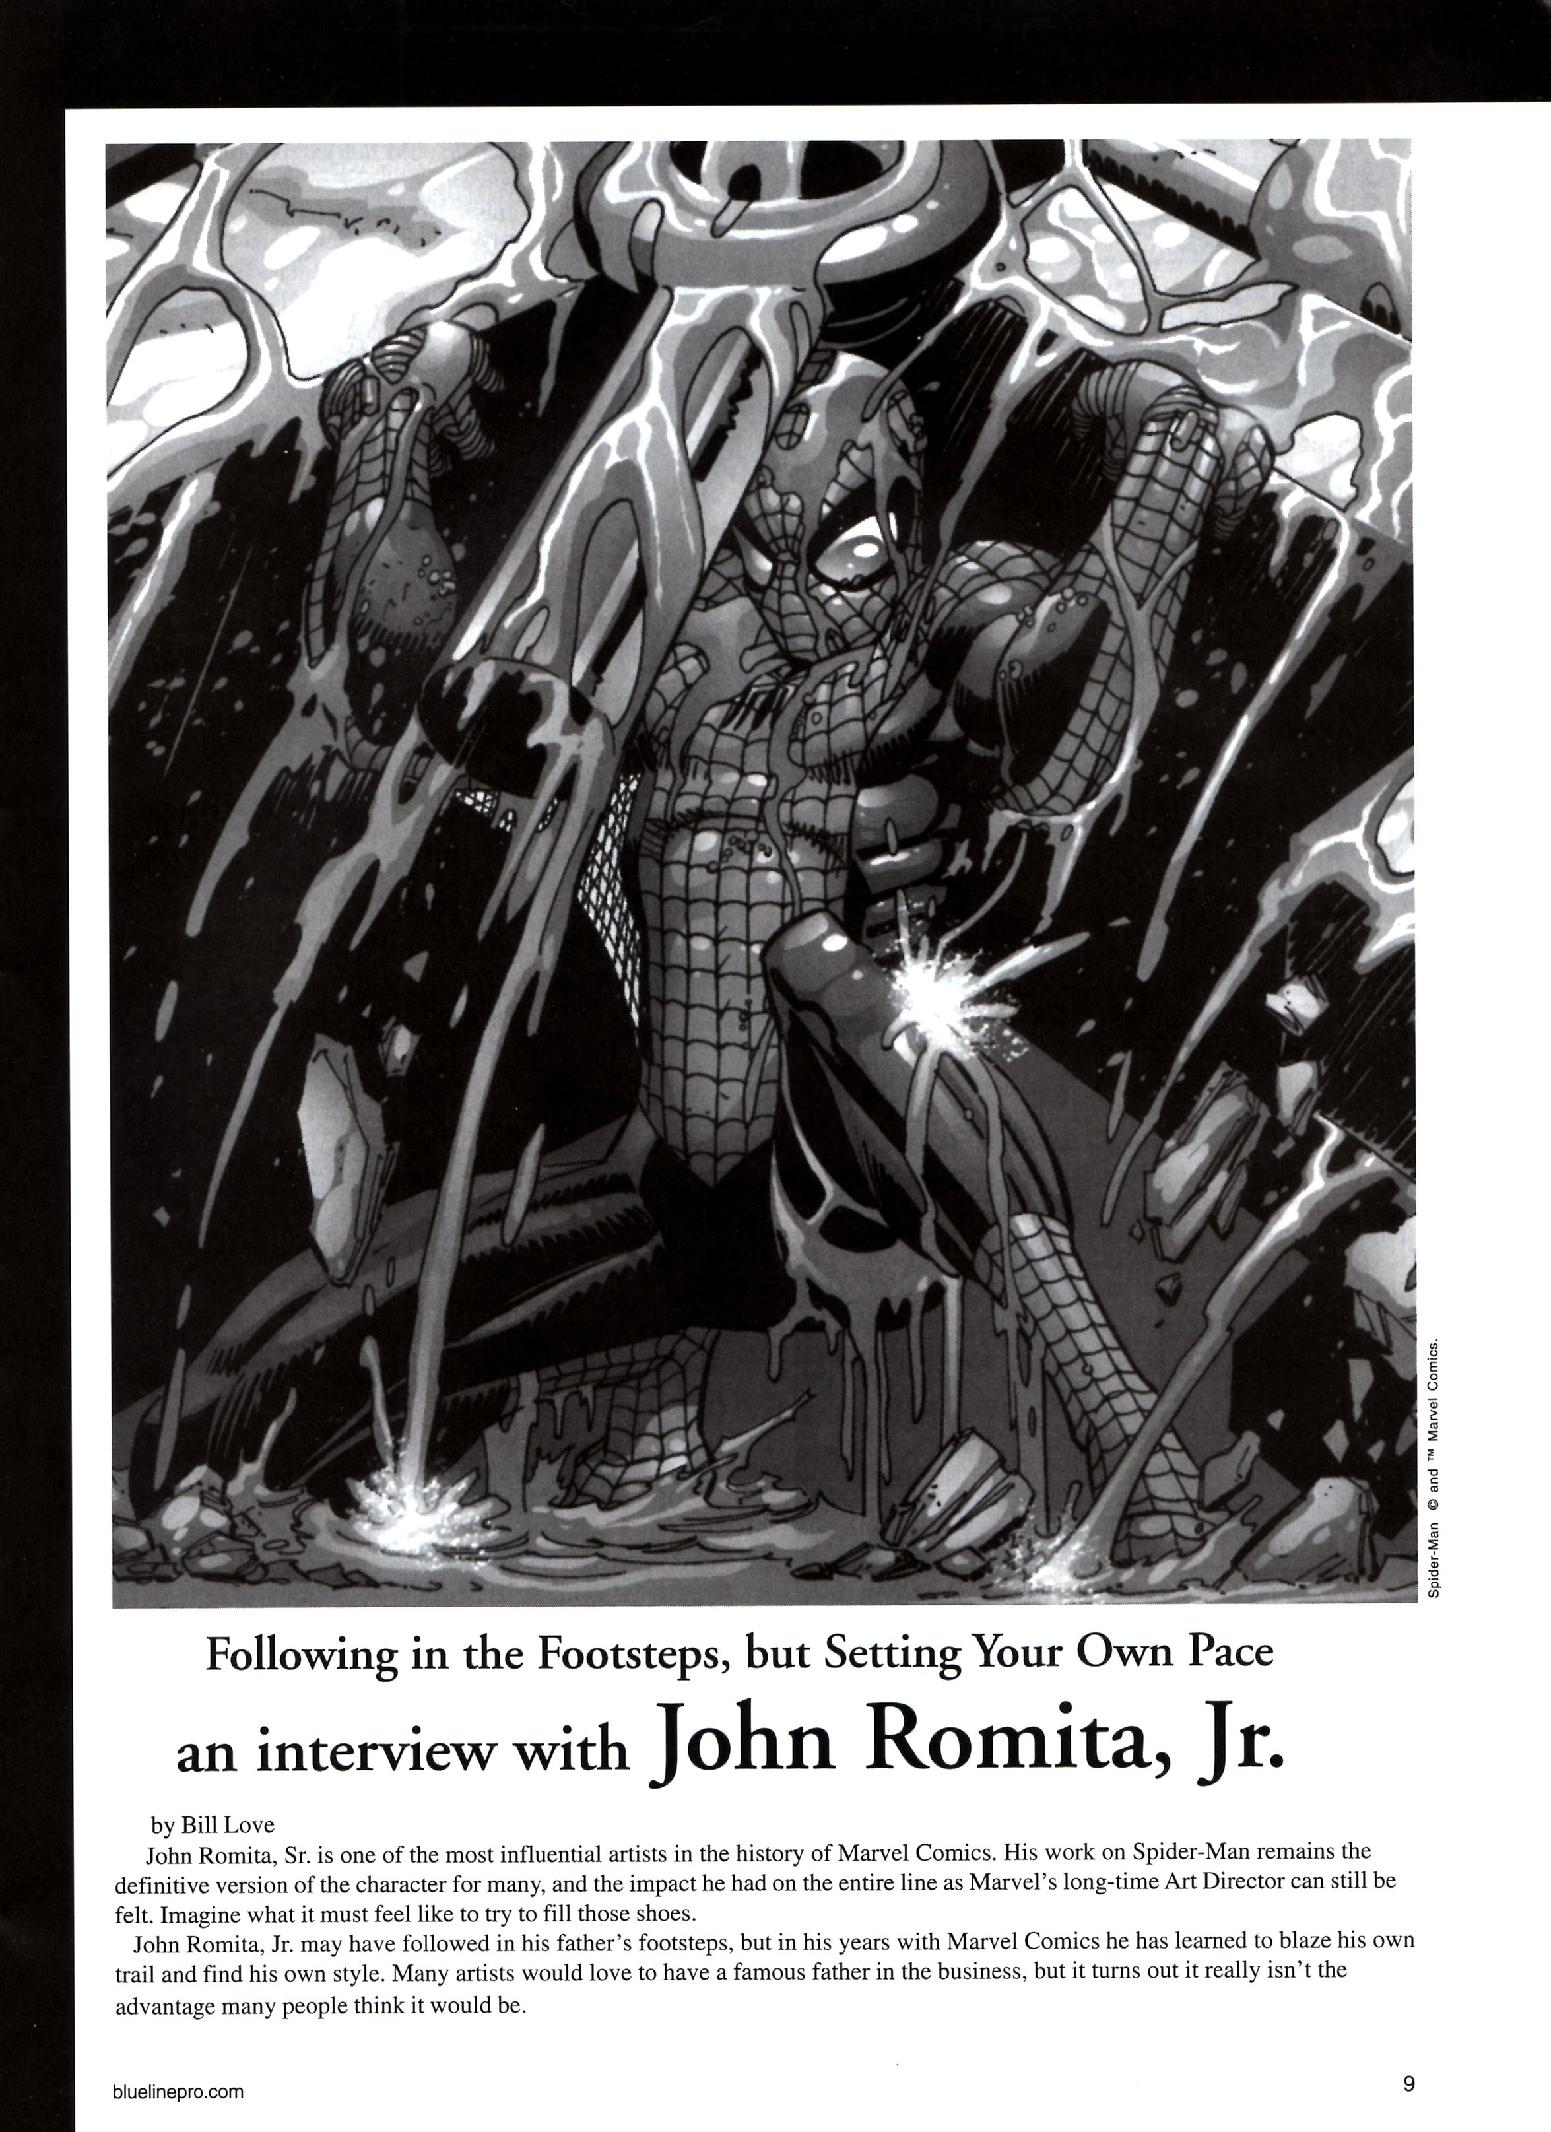 Spider-Man © and ™ Marvel Comics.
Following in the Footsteps, but Setting Your Own Pace
an interview with John Romita, Jr.
by Bill Love
John Romita, Sr. is one of the most influential artists in the history of Marvel Comics. His work on Spider-Man remains the
definitive version of the character for many, and the impact he had on the entire line as Marvel's long-time Art Director can still be
felt. Imagine what it must feel like to try to fill those shoes.
John Romita, Jr. may have followed in his father's footsteps, but in his years with Marvel Comics he has learned to blaze his own
trail and find his own style. Many artists would love to have a famous father in the business, but it turns out it really isn't the
advantage many people think it would be.
bluelinepro.com
9